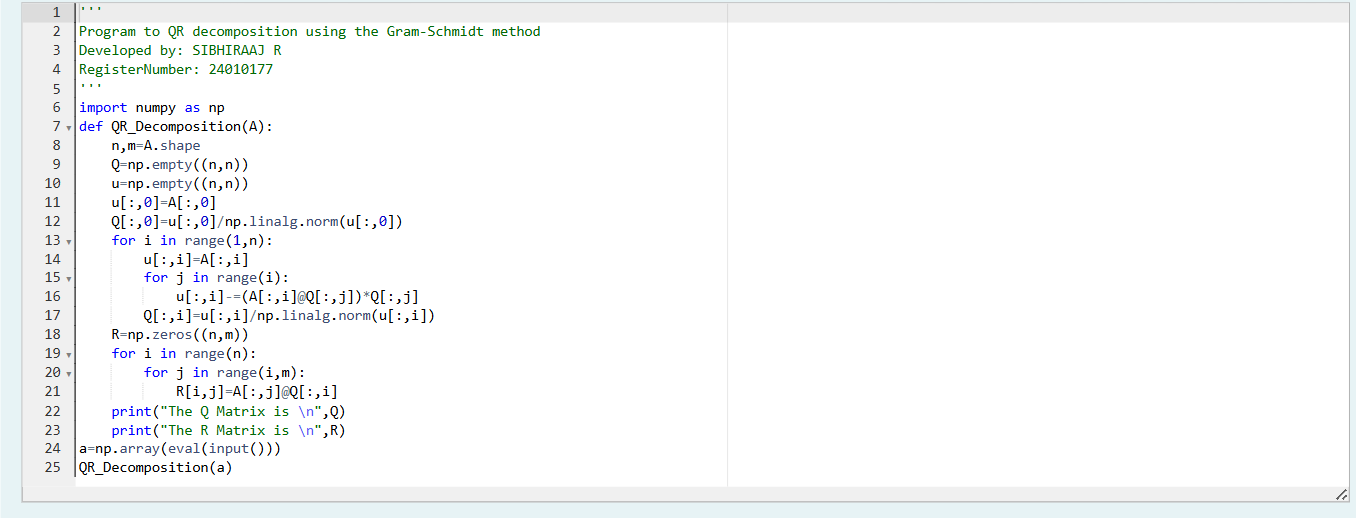 1 '''
2 Program to QR decomposition using the Gram-Schmidt method
3 Developed by: SIBHIRAAJ R
4 RegisterNumber: 24010177
5 '''
6 import numpy as np
7 def QR_Decomposition(A):
8     n,m=A.shape
9     Q=np.empty((n,n))
10     u=np.empty((n,n))
11     u[:,0]=A[:,0]
12     Q[:,0]=u[:,0]/np.linalg.norm(u[:,0])
13     for i in range(1,n):
14         u[:,i]=A[:,i]
15         for j in range(i):
16             u[:,i]-=(A[:,i]@Q[:,j])*Q[:,j]
17         Q[:,i]=u[:,i]/np.linalg.norm(u[:,i])
18     R=np.zeros((n,m))
19     for i in range(n):
20         for j in range(i,m):
21             R[i,j]=A[:,j]@Q[:,i]
22     print("The Q Matrix is \n",Q)
23     print("The R Matrix is \n",R)
24 a=np.array(eval(input()))
25 QR_Decomposition(a)